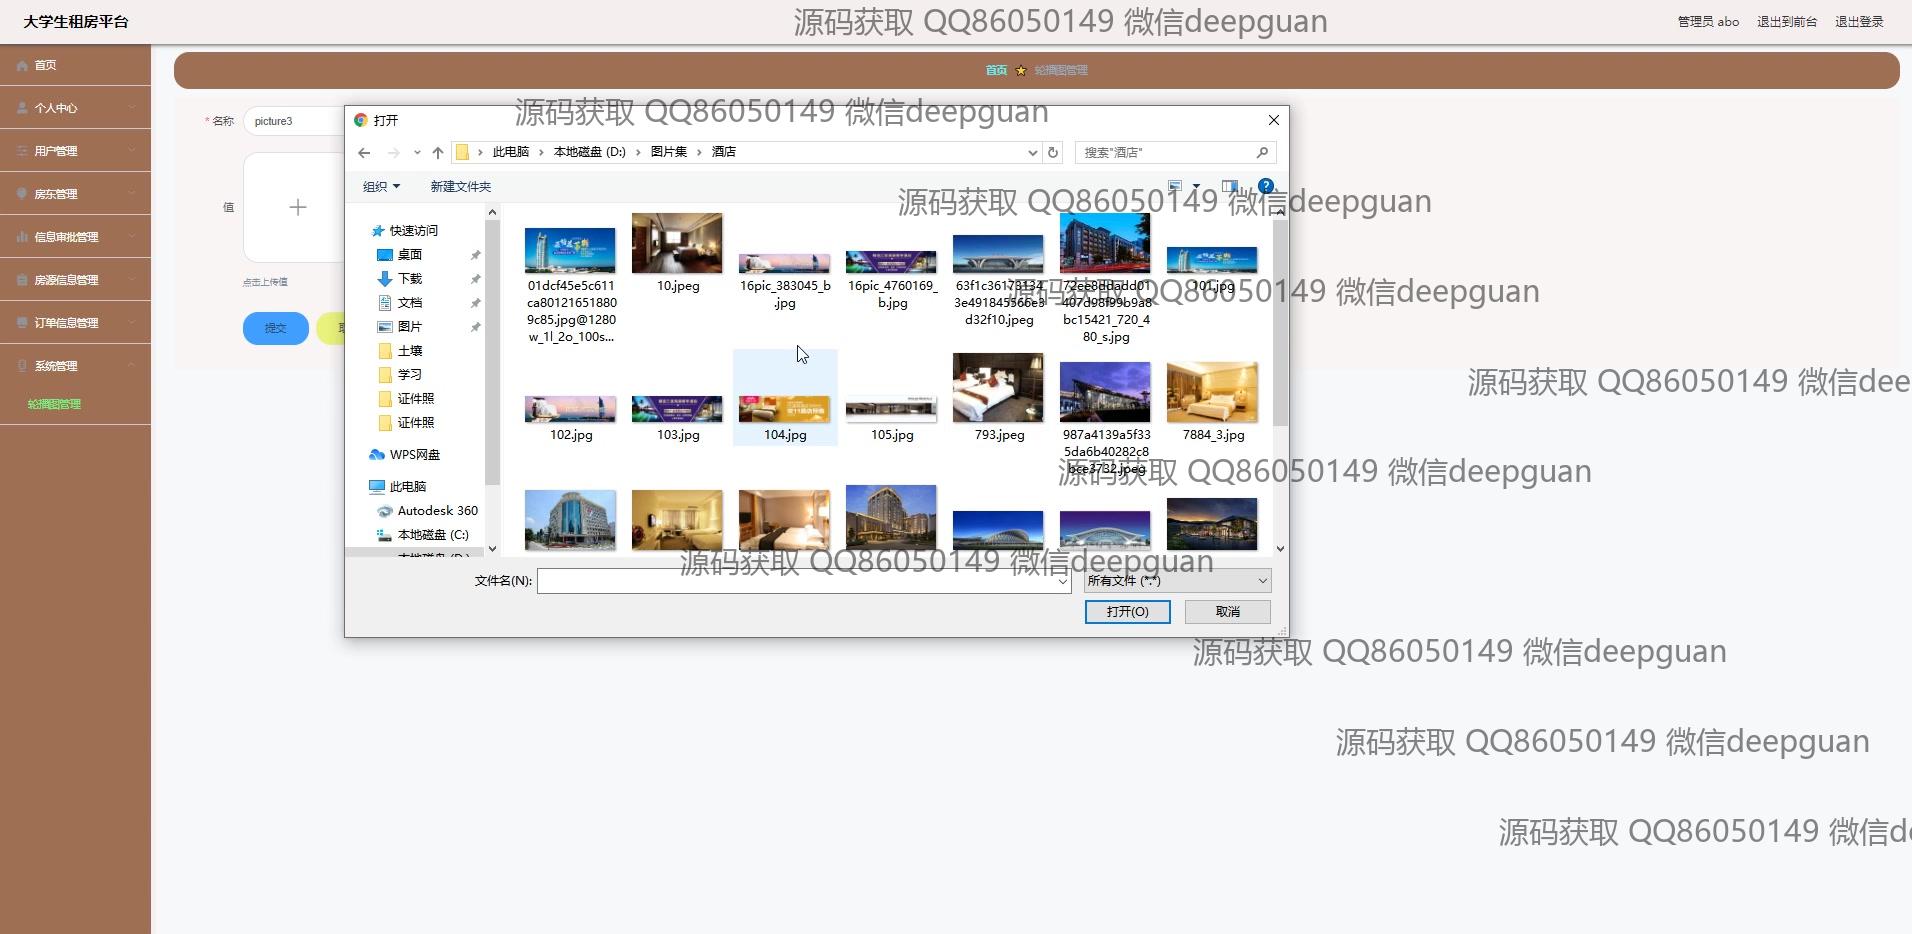 大学生租房平台
源码获取 QQ86050149 微信deepguan
管理员 abo
退出到前台
退出登录
首页
个人中心
用户管理
房东管理
信息审批管理
房源信息管理
订单信息管理
系统管理
轮播图管理
首页
轮播图管理
* 名称
picture3
值
点击上传值
提交
打开
源码获取 QQ86050149 微信deepguan
此电脑
本地磁盘 (D:)
图片集
酒店
搜索"酒店"
组织
新建文件夹
源码获取 QQ86050149 微信deepguan
快速访问
桌面
下载
文档
图片
土壤
学习
证件照
证件照
WPS网盘
此电脑
Autodesk 360
本地磁盘 (C:)
本地磁盘 (D:)
01dcf45e5c611
ca80121651880
9c85.jpg@1280
w_1l_2o_100s...
10.jpeg
16pic_383045_b
.jpg
16pic_4760169_
b.jpg
63f1c36173134
3e491845566e3
d32f10.jpeg
72ee8ddadd01
407d98f99b9a8
bc15421_720_4
80_s.jpg
101.jpg
源码获取 QQ86050149 微信deepguan
102.jpg
103.jpg
104.jpg
105.jpg
793.jpeg
987a4139a5f33
5da6b40282c8
bce3732.jpeg
7884_3.jpg
源码获取 QQ86050149 微信dee
源码获取 QQ86050149 微信deepguan
源码获取 QQ86050149 微信deepguan
文件名(N):
所有文件 (*.*)
打开(O)
取消
源码获取 QQ86050149 微信deepguan
源码获取 QQ86050149 微信deepguan
源码获取 QQ86050149 微信de